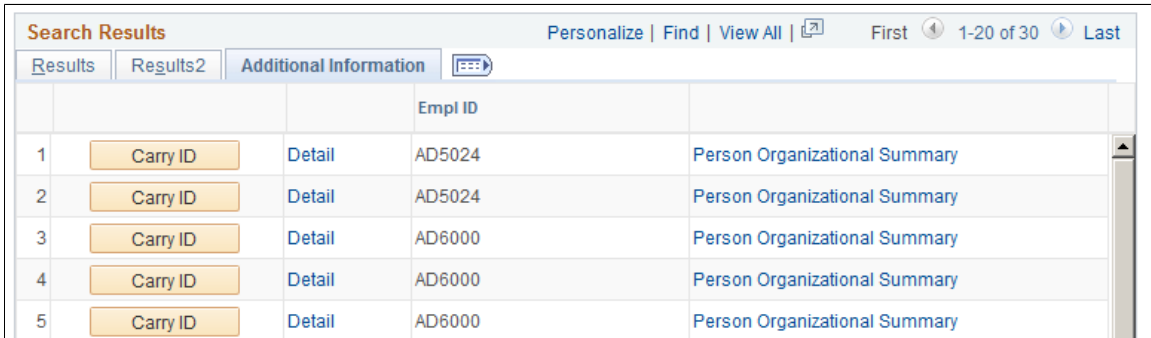 Search Results Personalize | Find | View All | First 1-20 of 30 Last
Results Results2 Additional Information
Empl ID
1 Carry ID Detail AD5024 Person Organizational Summary
2 Carry ID Detail AD5024 Person Organizational Summary
3 Carry ID Detail AD6000 Person Organizational Summary
4 Carry ID Detail AD6000 Person Organizational Summary
5 Carry ID Detail AD6000 Person Organizational Summary